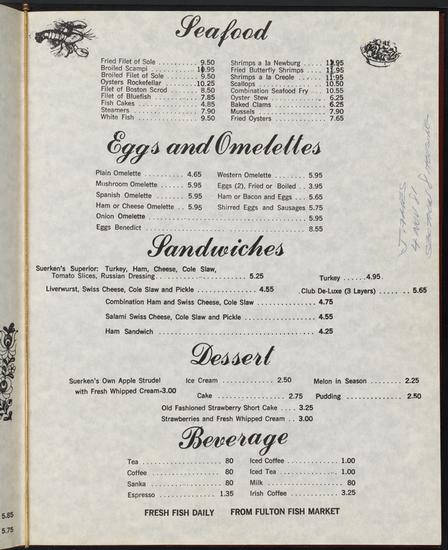 Seafood
Fried Filet of Sole 9.50
Broiled Scampi 10.95
Broiled Filet of Sole 9.50
Oysters Rockefellar 10.25
Filet of Boston Scrod 8.50
Filet of Bluefish 7.85
Fish Cakes 4.85
Steamers 7.90
White Fish 9.50
Shrimps a la Newburg 11.95
Fried Butterfly Shrimps 11.95
Shrimps a la Creole 11.95
Scallops 10.50
Combination Seafood Fry 10.55
Oyster Stew 6.25
Baked Clams 6.25
Mussels 7.90
Fried Oysters 7.65
Eggs and Omelettes
Plain Omelette 4.65
Mushroom Omelette 5.95
Spanish Omelette 5.95
Ham or Cheese Omelette 5.95
Western Omelette 5.95
Eggs (2), Fried or Boiled 3.95
Ham or Bacon and Eggs 5.65
Shirred Eggs and Sausages 5.75
Onion Omelette 5.95
Eggs Benedict 8.55
Sandwiches
Suerken's Superior: Turkey, Ham, Cheese, Cole Slaw,
Tomato Slices, Russian Dressing 5.25
Turkey 4.95
Liverwurst, Swiss Cheese, Cole Slaw and Pickle 4.55
Club De-Luxe (3 Layers) 5.65
Combination Ham and Swiss Cheese, Cole Slaw 4.75
Salami Swiss Cheese, Cole Slaw and Pickle 4.55
Ham Sandwich 4.25
Dessert
Suerken's Own Apple Strudel
with Fresh Whipped Cream-3.00
Ice Cream 2.50
Melon in Season 2.25
Cake 2.75
Pudding 2.50
Old Fashioned Strawberry Short Cake 3.25
Strawberries and Fresh Whipped Cream 3.00
Beverage
Tea 80
Coffee 80
Sanka 80
Espresso 1.35
Iced Coffee 1.00
Iced Tea 1.00
Milk 80
Irish Coffee 3.25
FRESH FISH DAILY FROM FULTON FISH MARKET
5.85
5.75